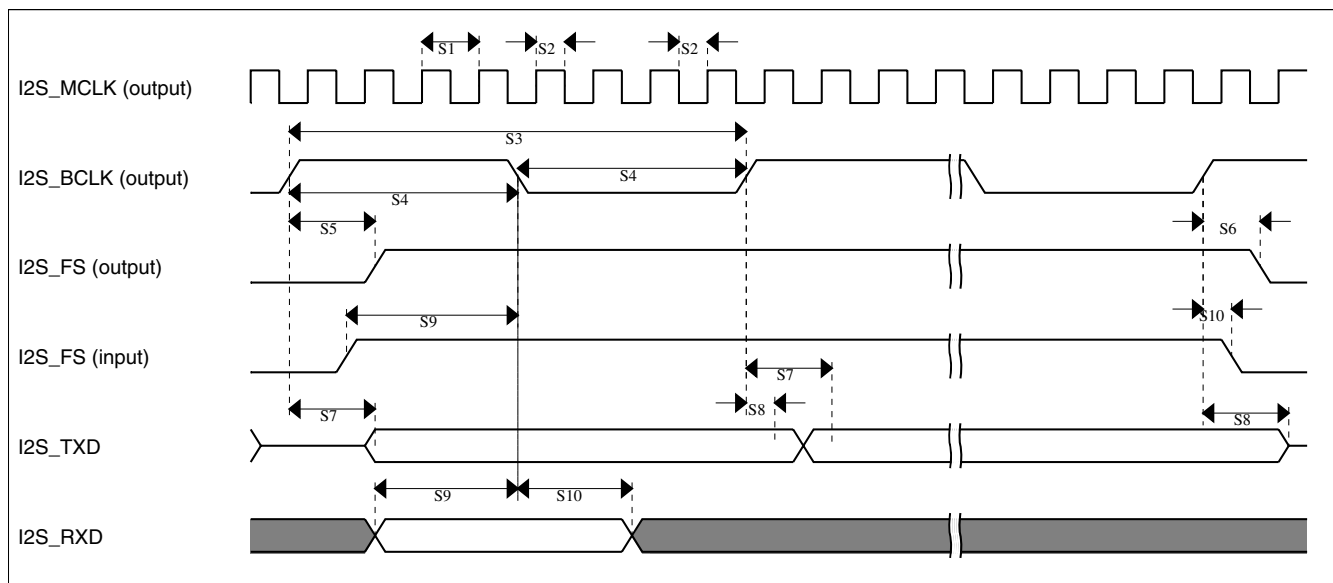 S1 S2 S2
I2S_MCLK (output)
S3
I2S_BCLK (output)
S4
S4
S5 S6
I2S_FS (output)
S9 S10
I2S_FS (input)
S7
S7 S8 S8
I2S_TXD
S9 S10
I2S_RXD